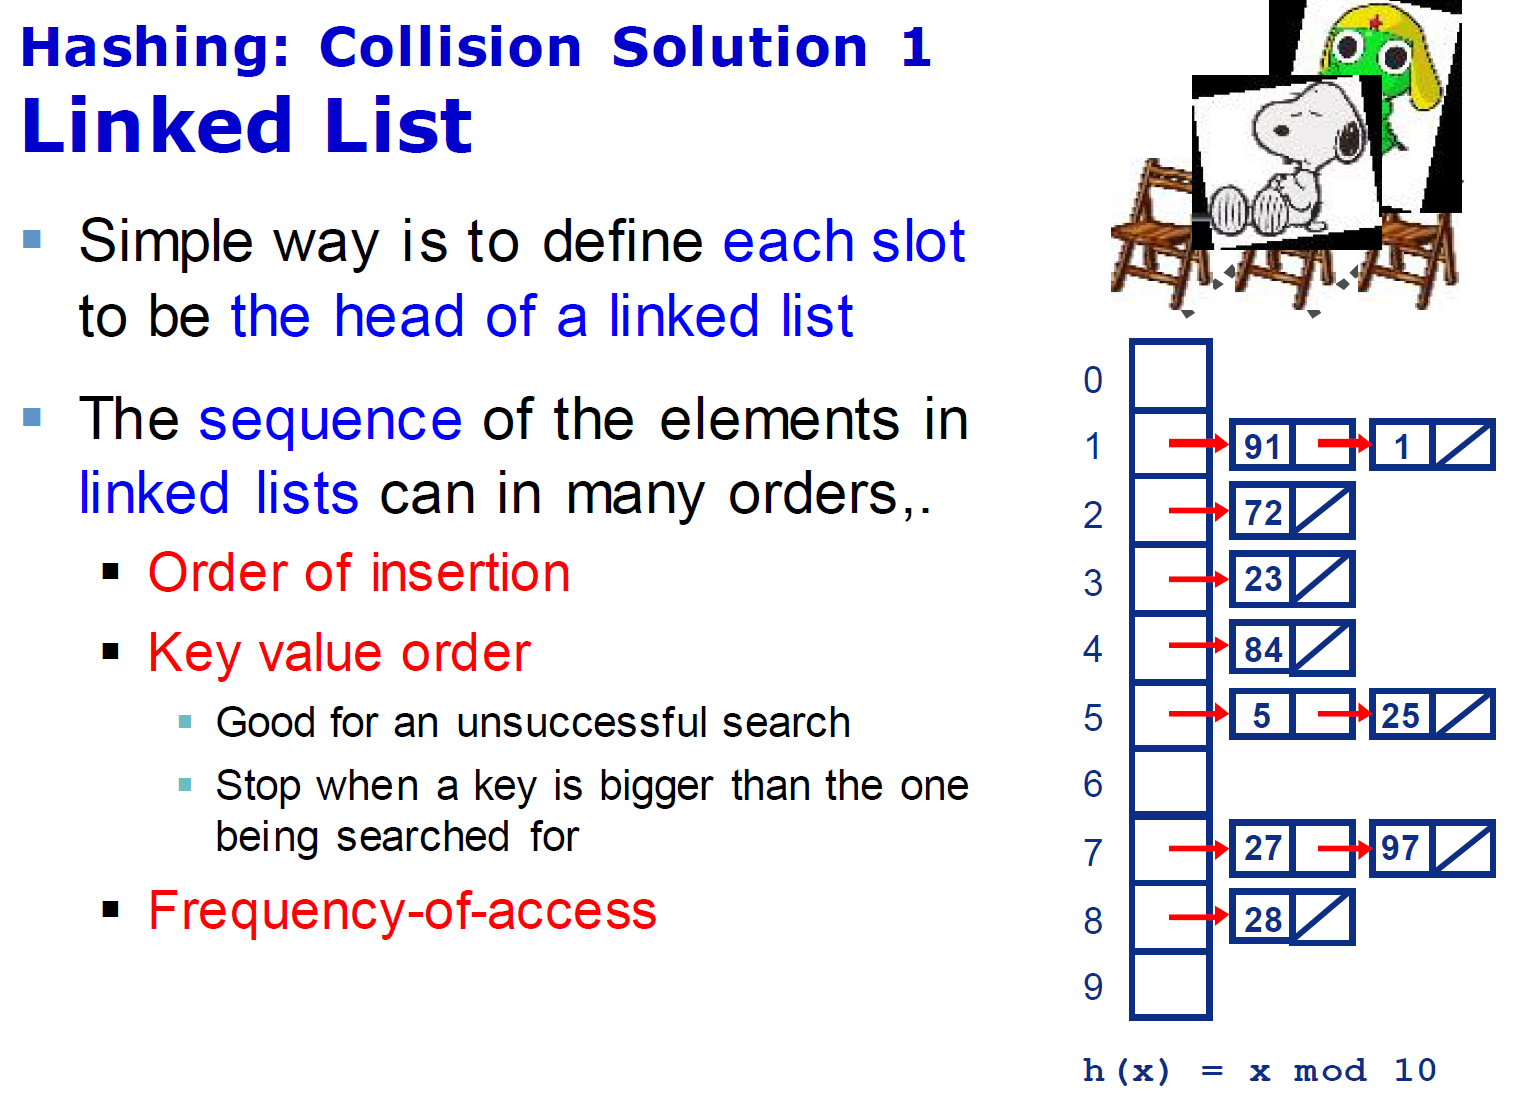 Hashing: Collision Solution 1
Linked List
Simple way is to define each slot
to be the head of a linked list
The sequence of the elements in
linked lists can in many orders,.
Order of insertion
Key value order
Good for an unsuccessful search
Stop when a key is bigger than the one
being searched for
Frequency-of-access
0
1 91 1
2 72
3 23
4 84
5 5 25
6
7 27 97
8 28
9
h(x) = x mod 10